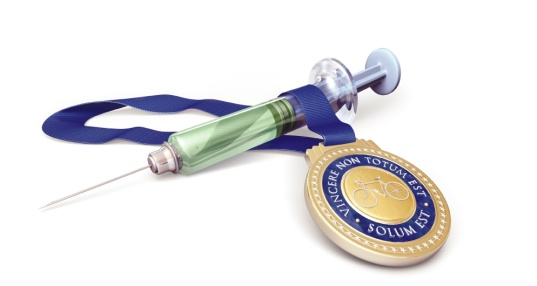 VINCERE NON TOTUM EST •
SOLUM EST •